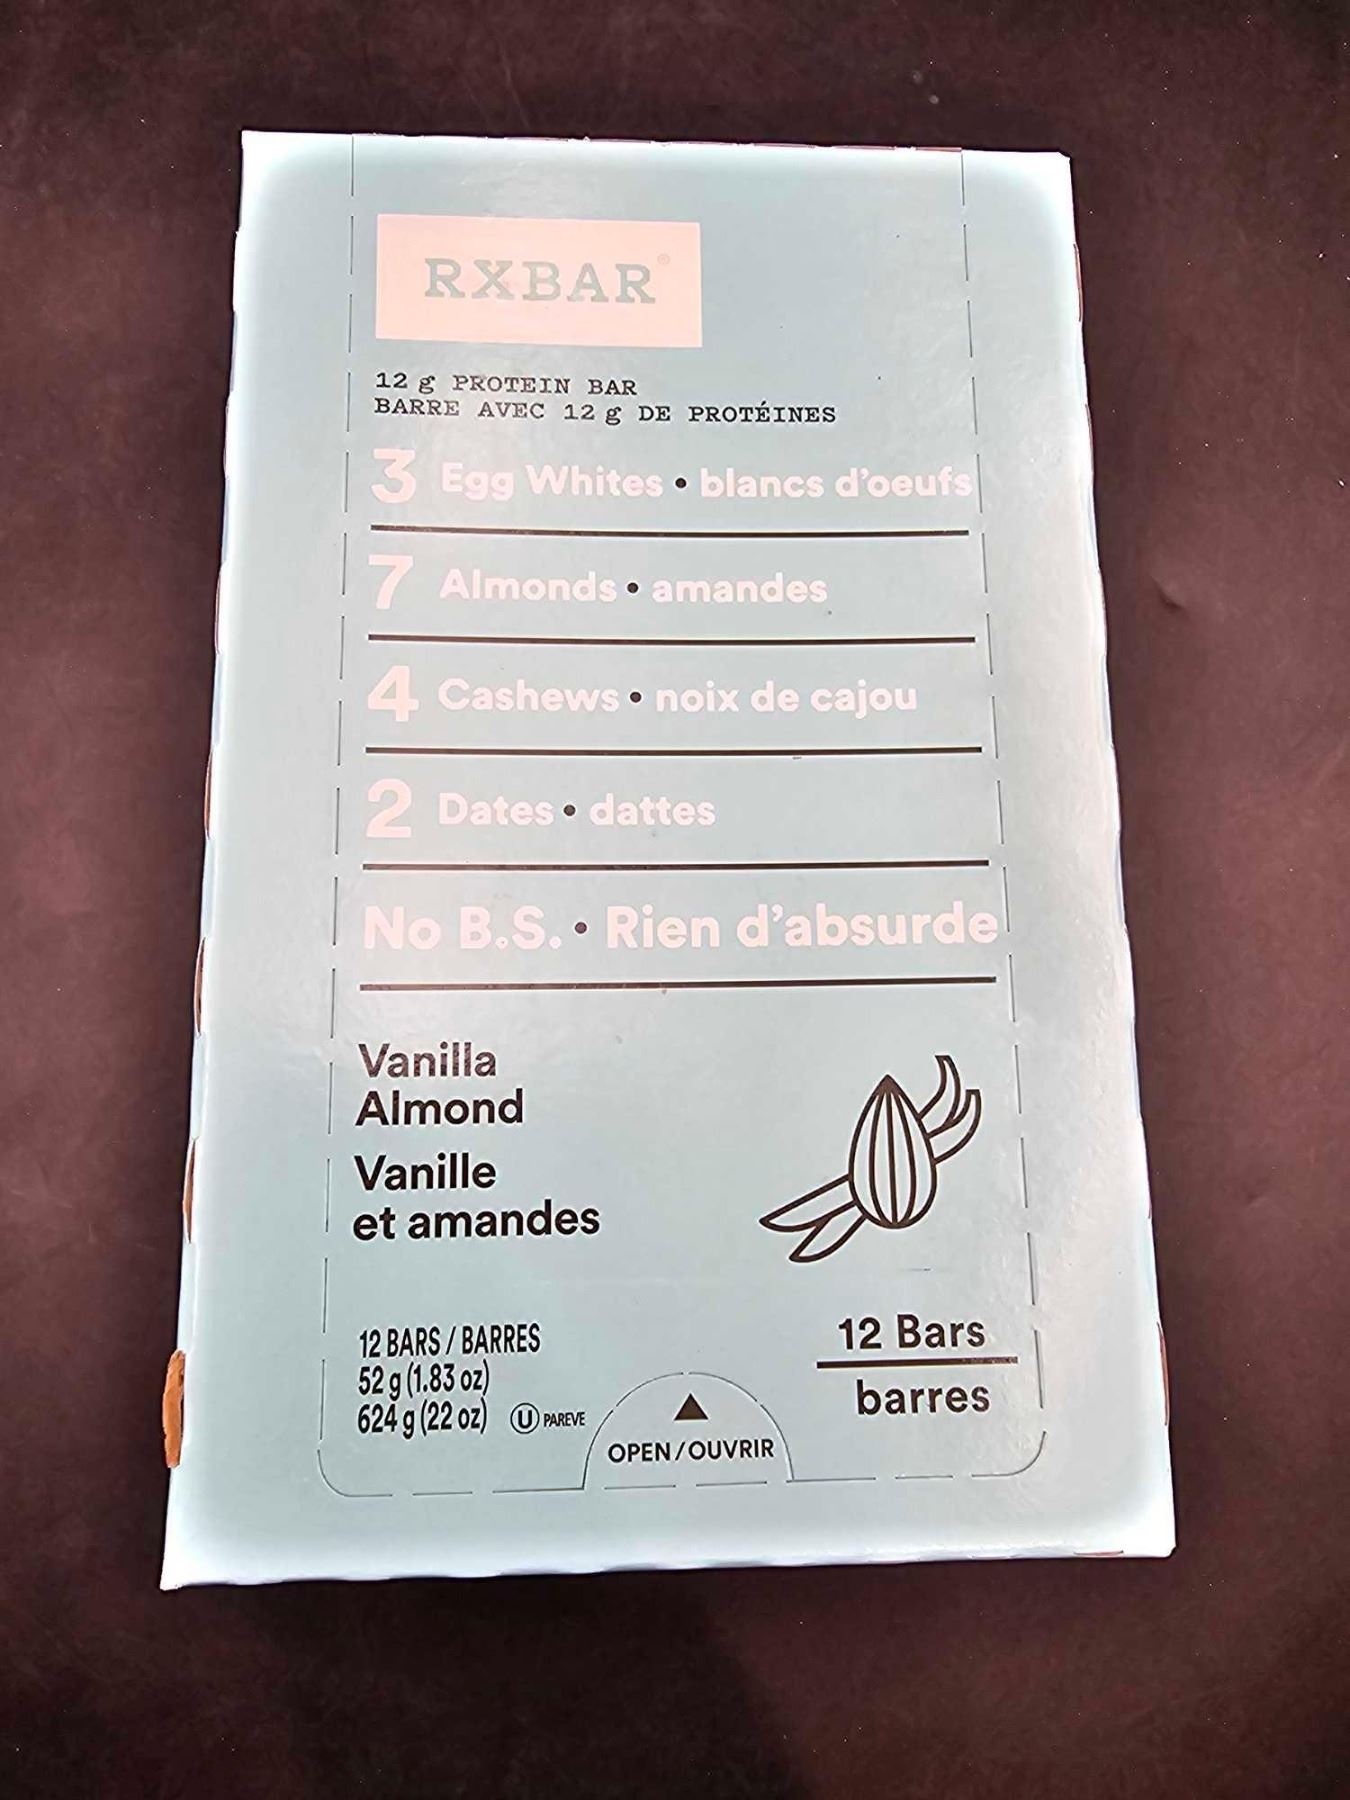 RXBAR®
12 g PROTEIN BAR
BARRE AVEC 12 g DE PROTÉINES
3 Egg Whites • blancs d'oeufs
7 Almonds • amandes
4 Cashews • noix de cajou
2 Dates • dattes
No B.S. • Rien d'absurde
Vanilla
Almond
Vanille
et amandes
12 BARS / BARRES
52 g (1.83 oz)
624 g (22 oz) U PAREVE
OPEN / OUVRIR
12 Bars
barres